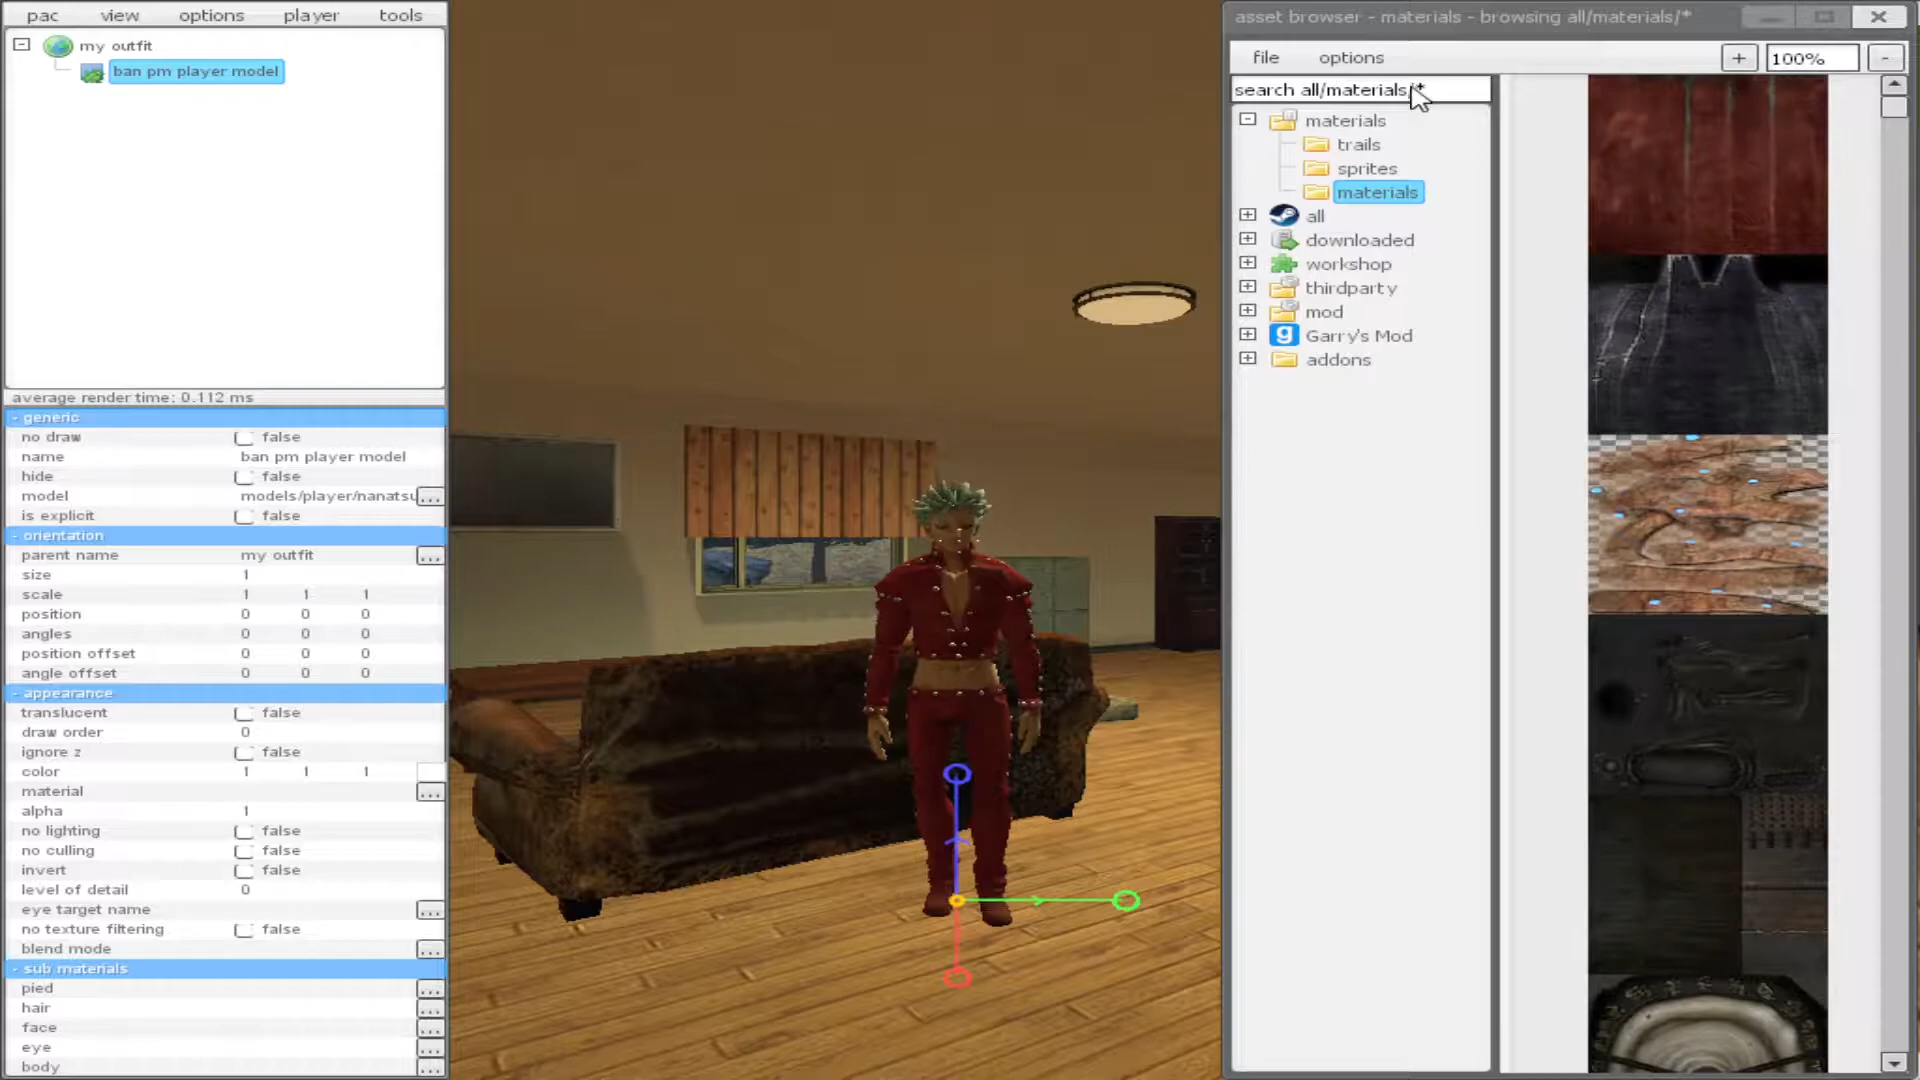 pac view options player tools
my outfit
ban pm player model
average render time: 0.112 ms
- generic
no draw false
name ban pm player model
hide false
model models/player/nanatsu ...
is explicit false
- orientation
parent name my outfit ...
size 1
scale 1 1 1
position 0 0 0
angles 0 0 0
position offset 0 0 0
angle offset 0 0 0
- appearance
translucent false
draw order 0
ignore z false
color 1 1 1
material ...
alpha 1
no lighting false
no culling false
invert false
level of detail 0
eye target name ...
no texture filtering false
blend mode ...
- sub materials
pied ...
hair ...
face ...
eye ...
body ...
asset browser - materials - browsing all/materials/*
file options + 100% -
search all/materials/*
materials
trails
sprites
materials
all
downloaded
workshop
thirdparty
mod
g Garry's Mod
addons